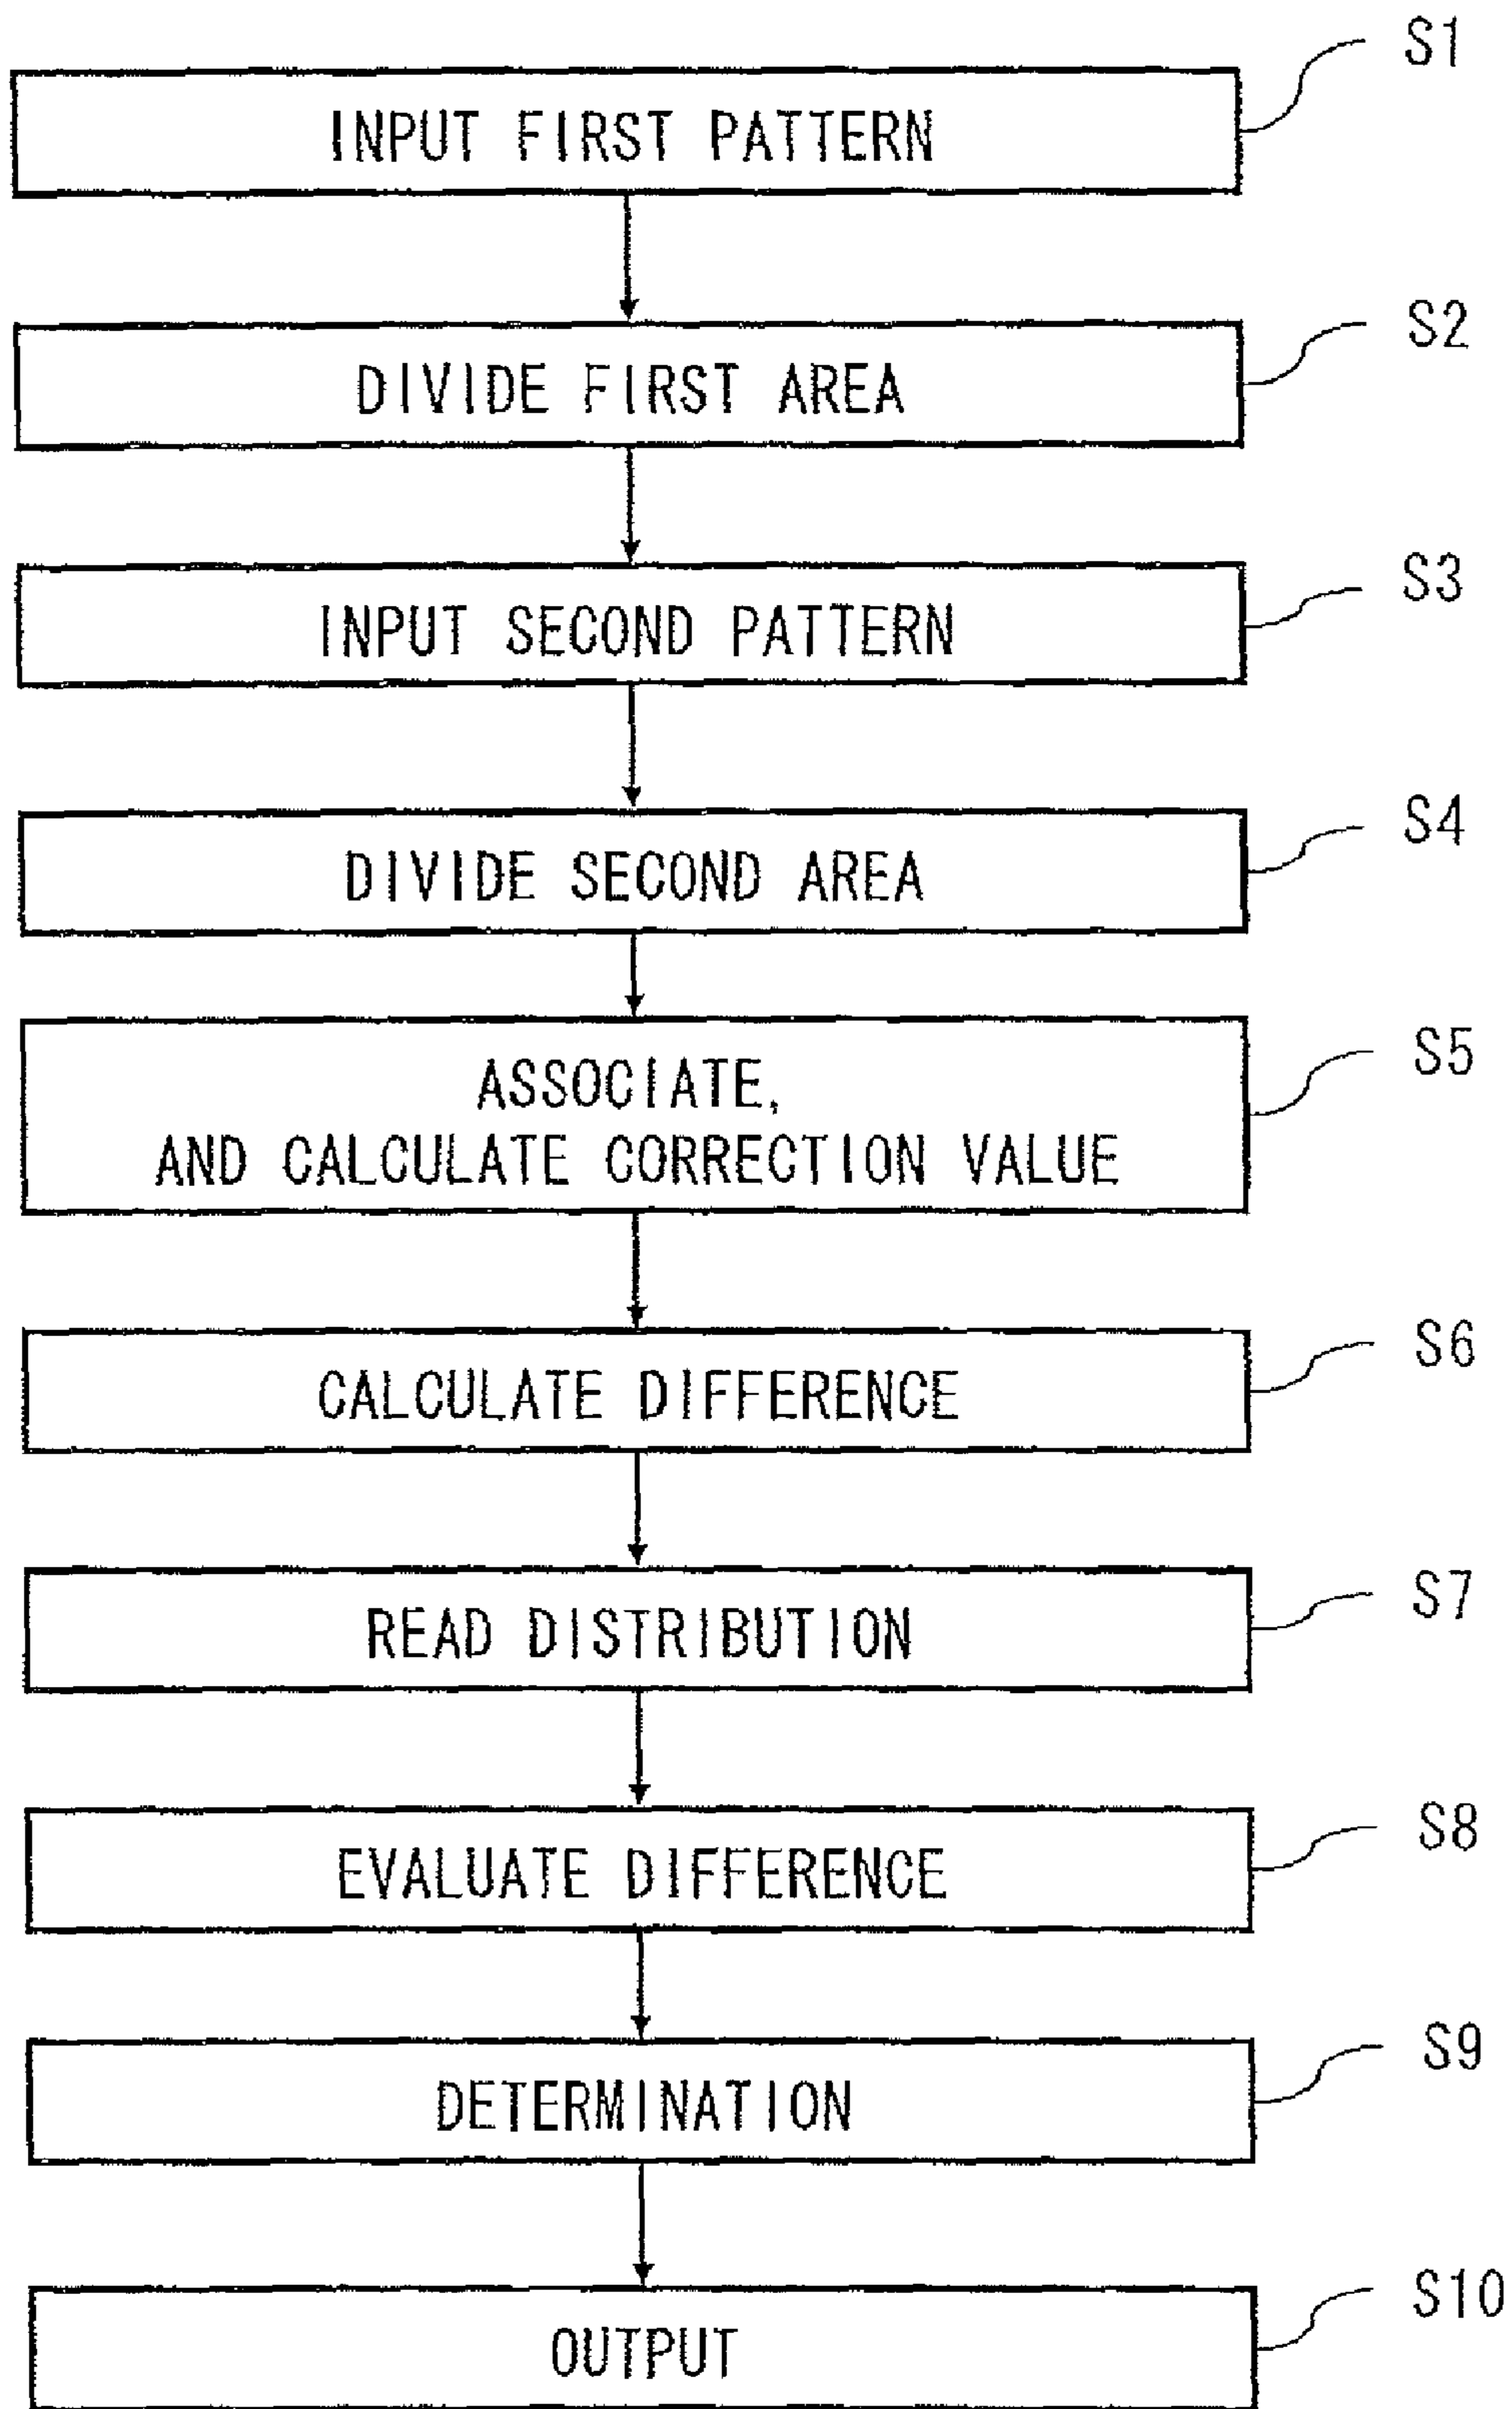 S1
INPUT FIRST PATTERN
S2
DIVIDE FIRST AREA
S3
INPUT SECOND PATTERN
S4
DIVIDE SECOND AREA
S5
ASSOCIATE,
AND CALCULATE CORRECTION VALUE
S6
CALCULATE DIFFERENCE
S7
READ DISTRIBUTION
S8
EVALUATE DIFFERENCE
S9
DETERMINATION
S10
OUTPUT